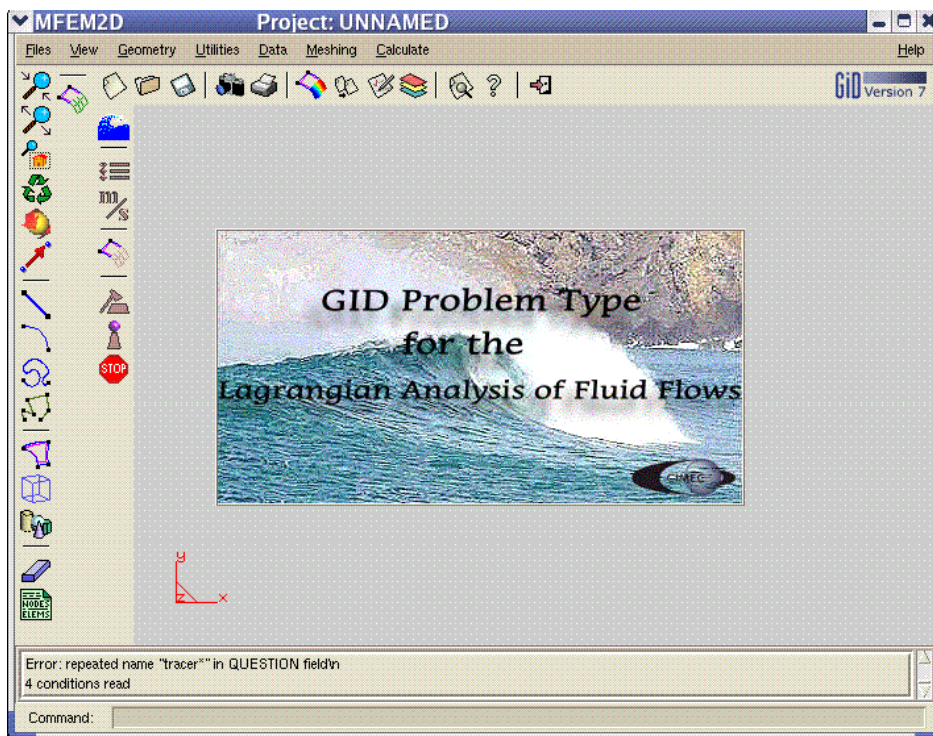 MFEM2D Project: UNNAMED
Files View Geometry Utilities Data Meshing Calculate Help
GiD Version 7
m/s
STOP
GID Problem Type
for the
Lagrangian Analysis of Fluid Flows
CIMEC
y
z x
NODES
ELEMS
Error: repeated name "tracer*" in QUESTION field\n
4 conditions read
Command: